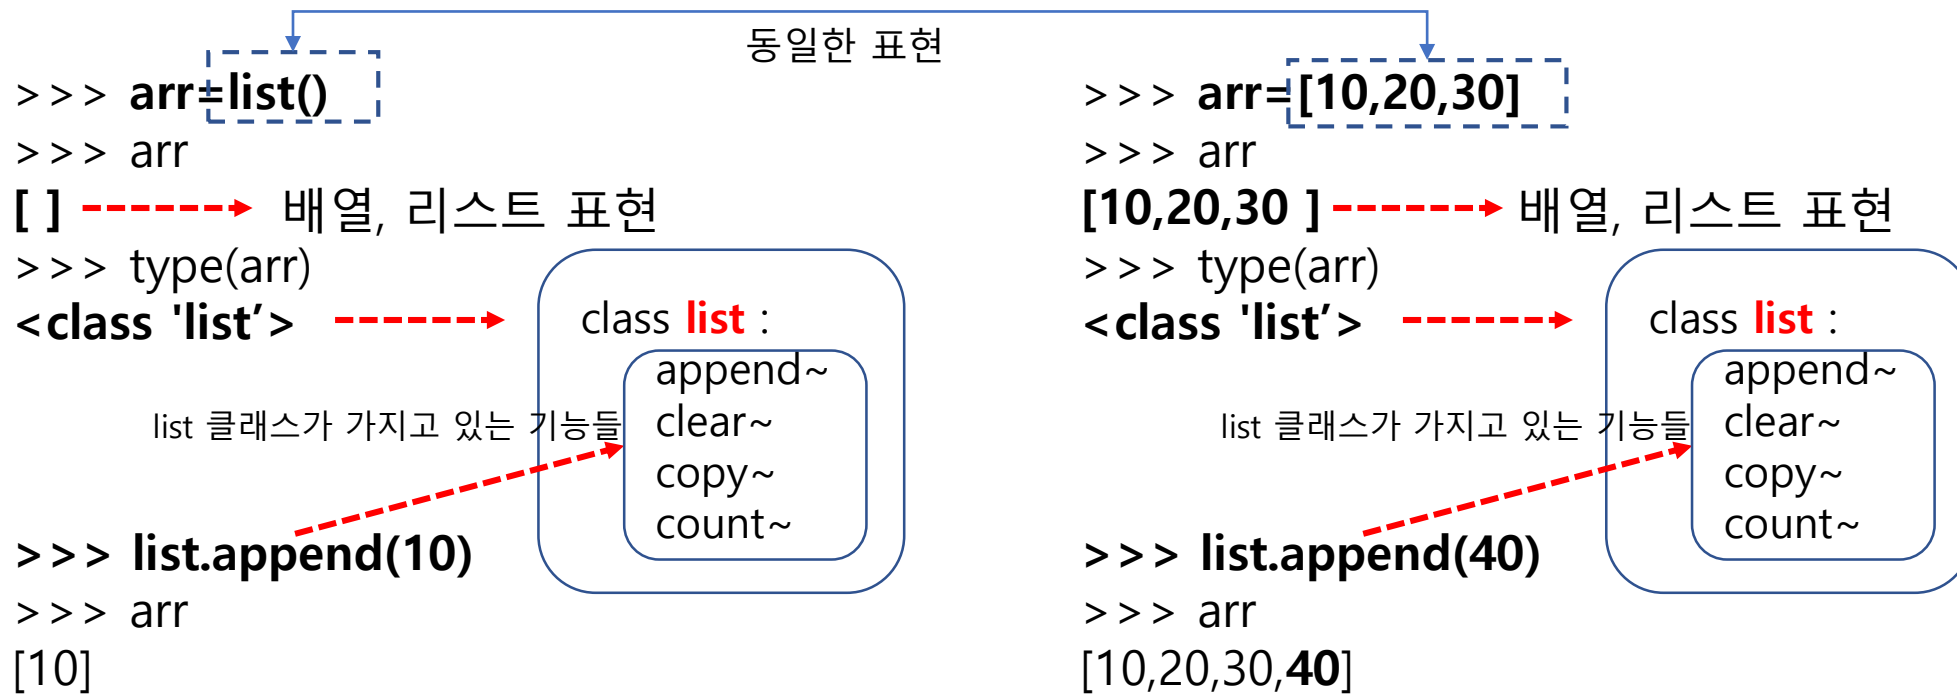 동일한 표현
>>> arr=list()
>>> arr
[ ] 배열, 리스트 표현
>>> type(arr)
<class 'list’>
class list :
append~
clear~
copy~
count~
list 클래스가 가지고 있는 기능들
>>> list.append(10)
>>> arr
[10]
>>> arr=[10,20,30]
>>> arr
[10,20,30 ] 배열, 리스트 표현
>>> type(arr)
<class 'list’>
class list :
append~
clear~
copy~
count~
list 클래스가 가지고 있는 기능들
>>> list.append(40)
>>> arr
[10,20,30,40]